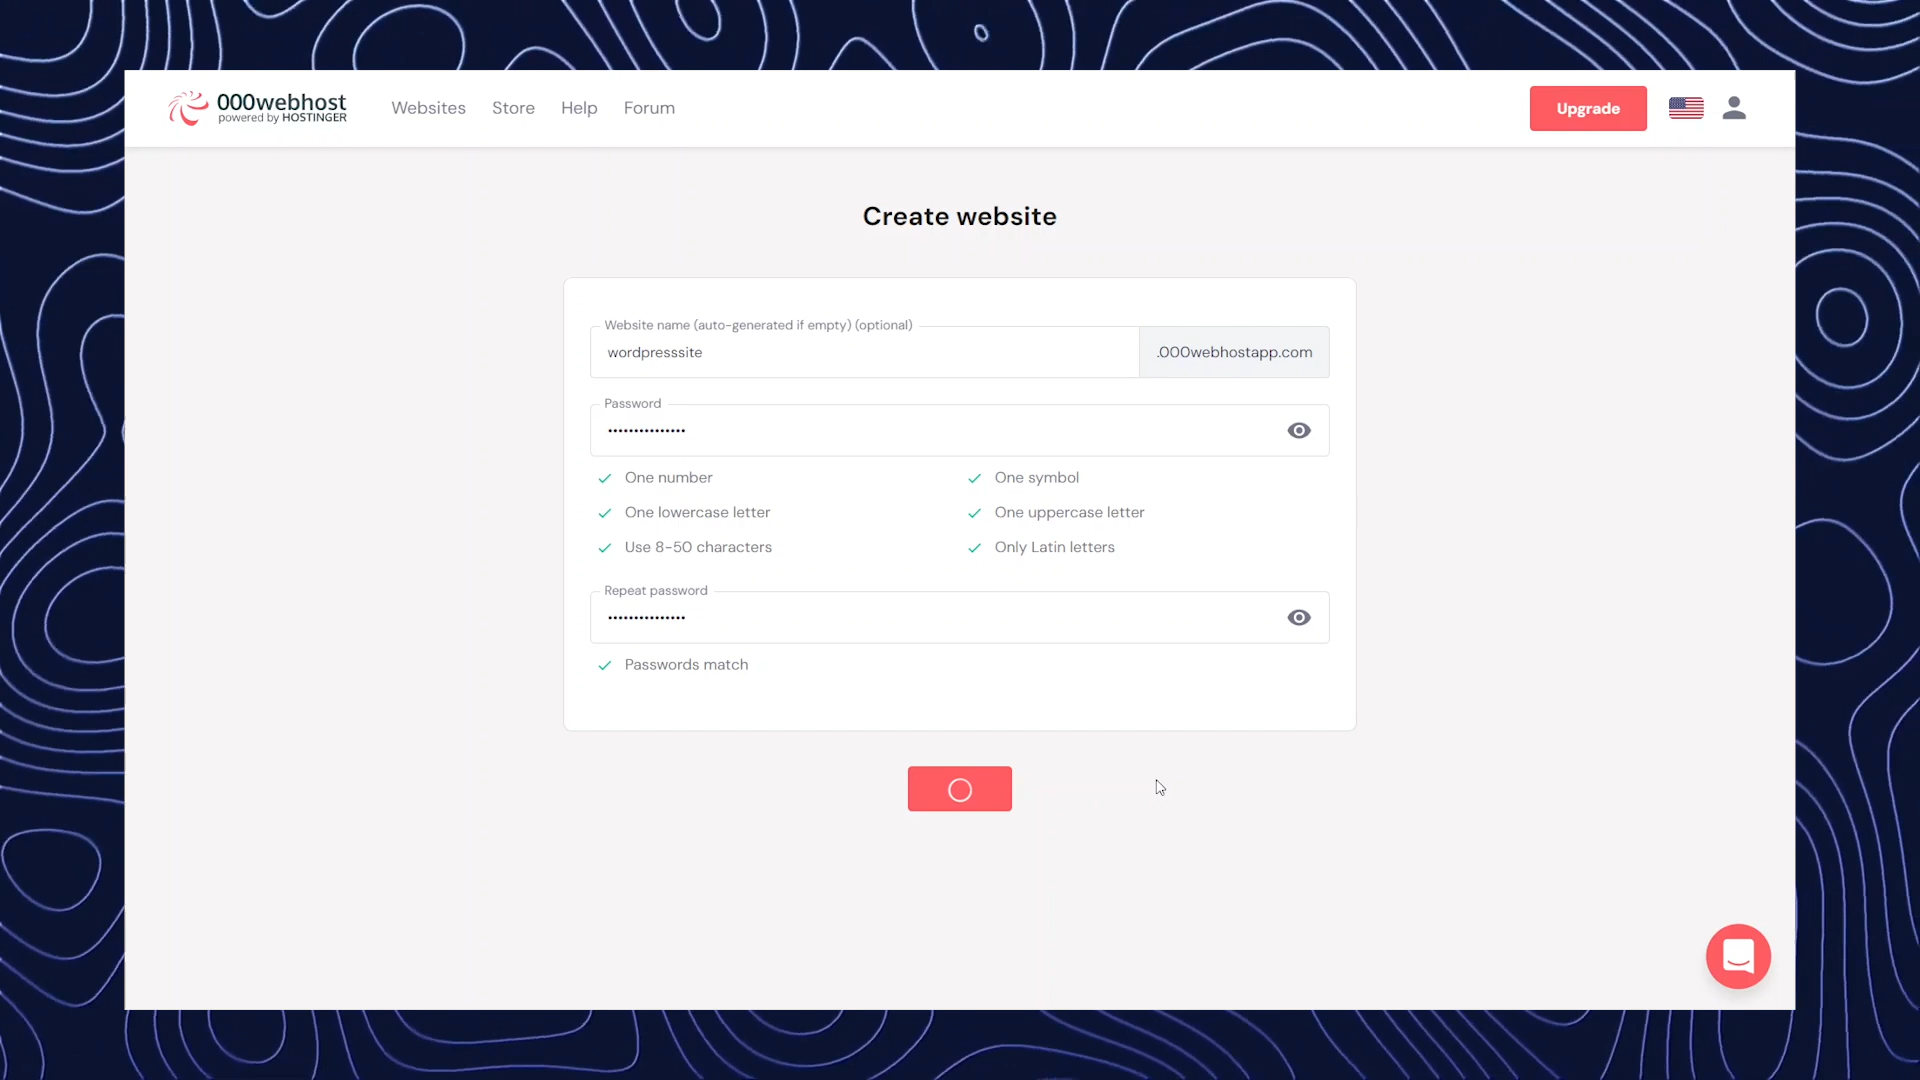 000webhost
powered by HOSTINGER
Websites
Store
Help
Forum
Upgrade
Create website
Website name (auto-generated if empty) (optional)
wordpresssite
.000webhostapp.com
Password
•••••••••••••••
One number
One symbol
One lowercase letter
One uppercase letter
Use 8-50 characters
Only Latin letters
Repeat password
•••••••••••••••
Passwords match